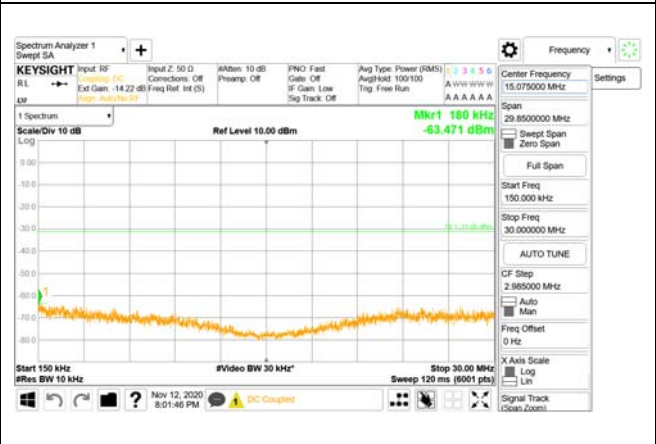 Spectrum Analyzer 1
Swept SA
Frequency
Settings
KEYSIGHT
RL
Input: RF
Coupling: DC
Ext Gain: -14.22 dB
Align: Auto/No RF
Input Z: 50 Ω
Corrections: Off
Freq Ref: Int (S)
#Atten: 10 dB
Preamp: Off
PNO: Fast
Gate: Off
IF Gain: Low
Sig Track: Off
Avg Type: Power (RMS)
Avg|Hold: 100/100
Trig: Free Run
1 2 3 4 5 6
A W W W W W
A A A A A A
1 Spectrum
Scale/Div 10 dB
Log
Ref Level 10.00 dBm
Mkr1 180 kHz
-63.471 dBm
0.00
-10.0
-20.0
-30.0
-40.0
-50.0
-60.0
-70.0
-80.0
1
Start 150 kHz
#Res BW 10 kHz
#Video BW 30 kHz*
Stop 30.00 MHz
Sweep 120 ms (6001 pts)
Center Frequency
15.075000 MHz
Span
29.8500000 MHz
Swept Span
Zero Span
Full Span
Start Freq
150.000 kHz
Stop Freq
30.000000 MHz
AUTO TUNE
CF Step
2.985000 MHz
Auto
Man
Freq Offset
0 Hz
X Axis Scale
Log
Lin
Signal Track
(Span Zoom)
?
Nov 12, 2020
8:01:46 PM
1
DC Coupled